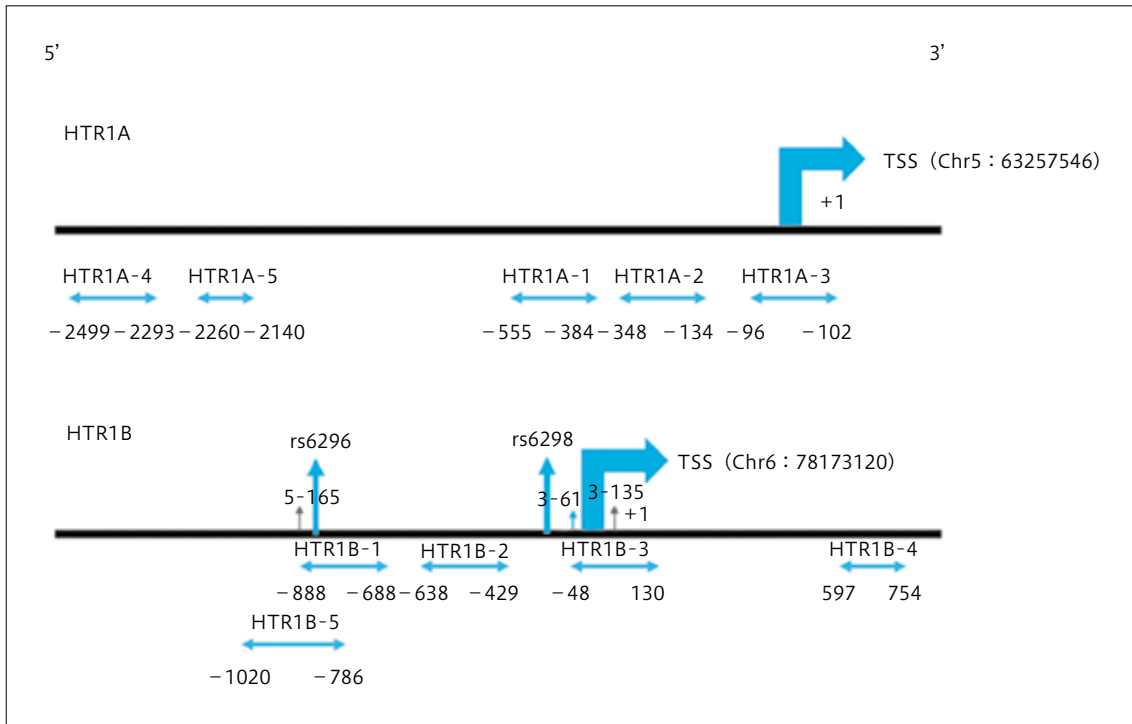 5’ 3’
HTR1A
TSS（Chr5：63257546）
+1
HTR1A-4 HTR1A-5 HTR1A-1 HTR1A-2 HTR1A-3
−2499 −2293 −2260 −2140 −555 −384 −348 −134 −96 −102
HTR1B
rs6296 rs6298
TSS（Chr6：78173120）
5-165 3-61 3-135
+1
HTR1B-1 HTR1B-2 HTR1B-3 HTR1B-4
−888 −688 −638 −429 −48 130 597 754
HTR1B-5
−1020 −786